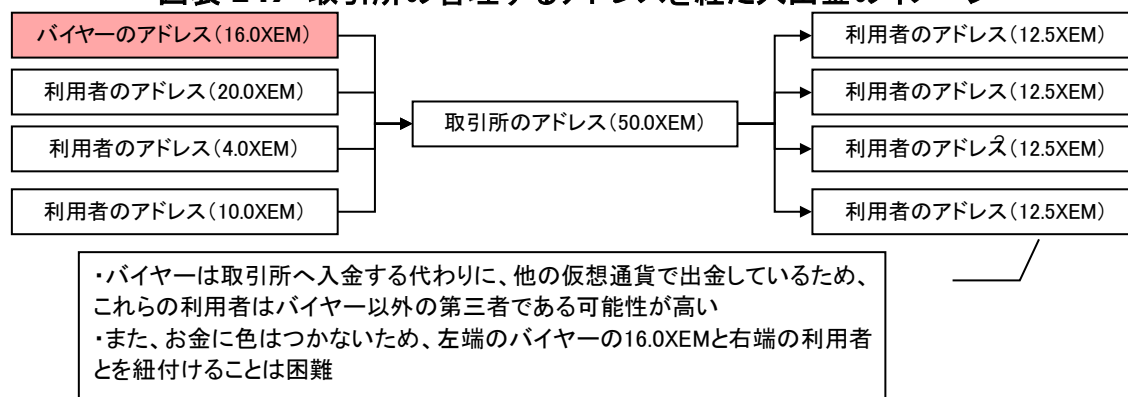 バイヤーのアドレス(16.0XEM)
利用者のアドレス(20.0XEM)
利用者のアドレス(4.0XEM)
利用者のアドレス(10.0XEM)
取引所のアドレス(50.0XEM)
利用者のアドレス(12.5XEM)
利用者のアドレス(12.5XEM)
利用者のアドレス(12.5XEM)
利用者のアドレス(12.5XEM)
・バイヤーは取引所へ入金する代わりに、他の仮想通貨で出金しているため、
これらの利用者はバイヤー以外の第三者である可能性が高い
・また、お金に色はつかないため、左端のバイヤーの16.0XEMと右端の利用者
とを紐付けることは困難